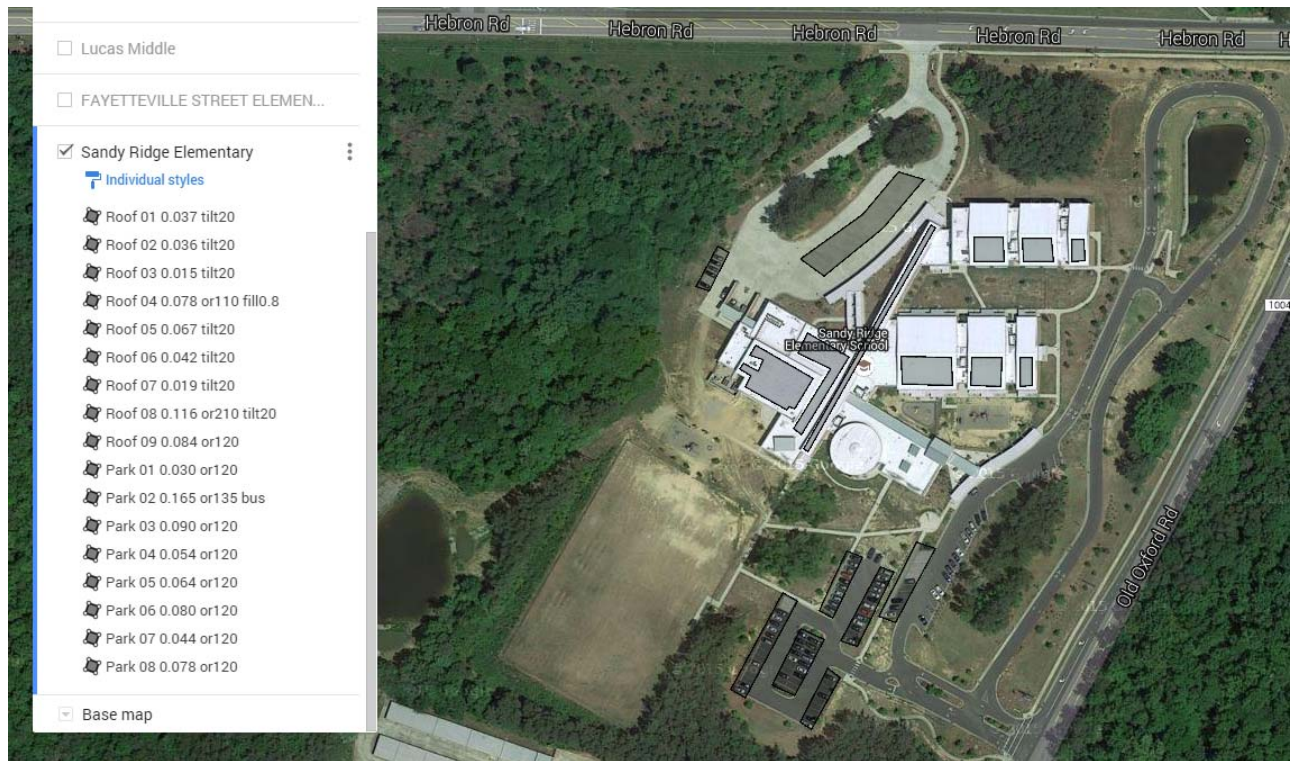 Lucas Middle
FAYETTEVILLE STREET ELEMEN...
Sandy Ridge Elementary
Individual styles
Roof 01 0.037 tilt20
Roof 02 0.036 tilt20
Roof 03 0.015 tilt20
Roof 04 0.078 or110 fill0.8
Roof 05 0.067 tilt20
Roof 06 0.042 tilt20
Roof 07 0.019 tilt20
Roof 08 0.116 or210 tilt20
Roof 09 0.084 or120
Park 01 0.030 or120
Park 02 0.165 or135 bus
Park 03 0.090 or120
Park 04 0.054 or120
Park 05 0.064 or120
Park 06 0.080 or120
Park 07 0.044 or120
Park 08 0.078 or120
Base map
Hebron Rd
Hebron Rd
Hebron Rd
Hebron Rd
Hebron Rd
1004
Sandy Ridge
Elementary School
Old Oxford Rd